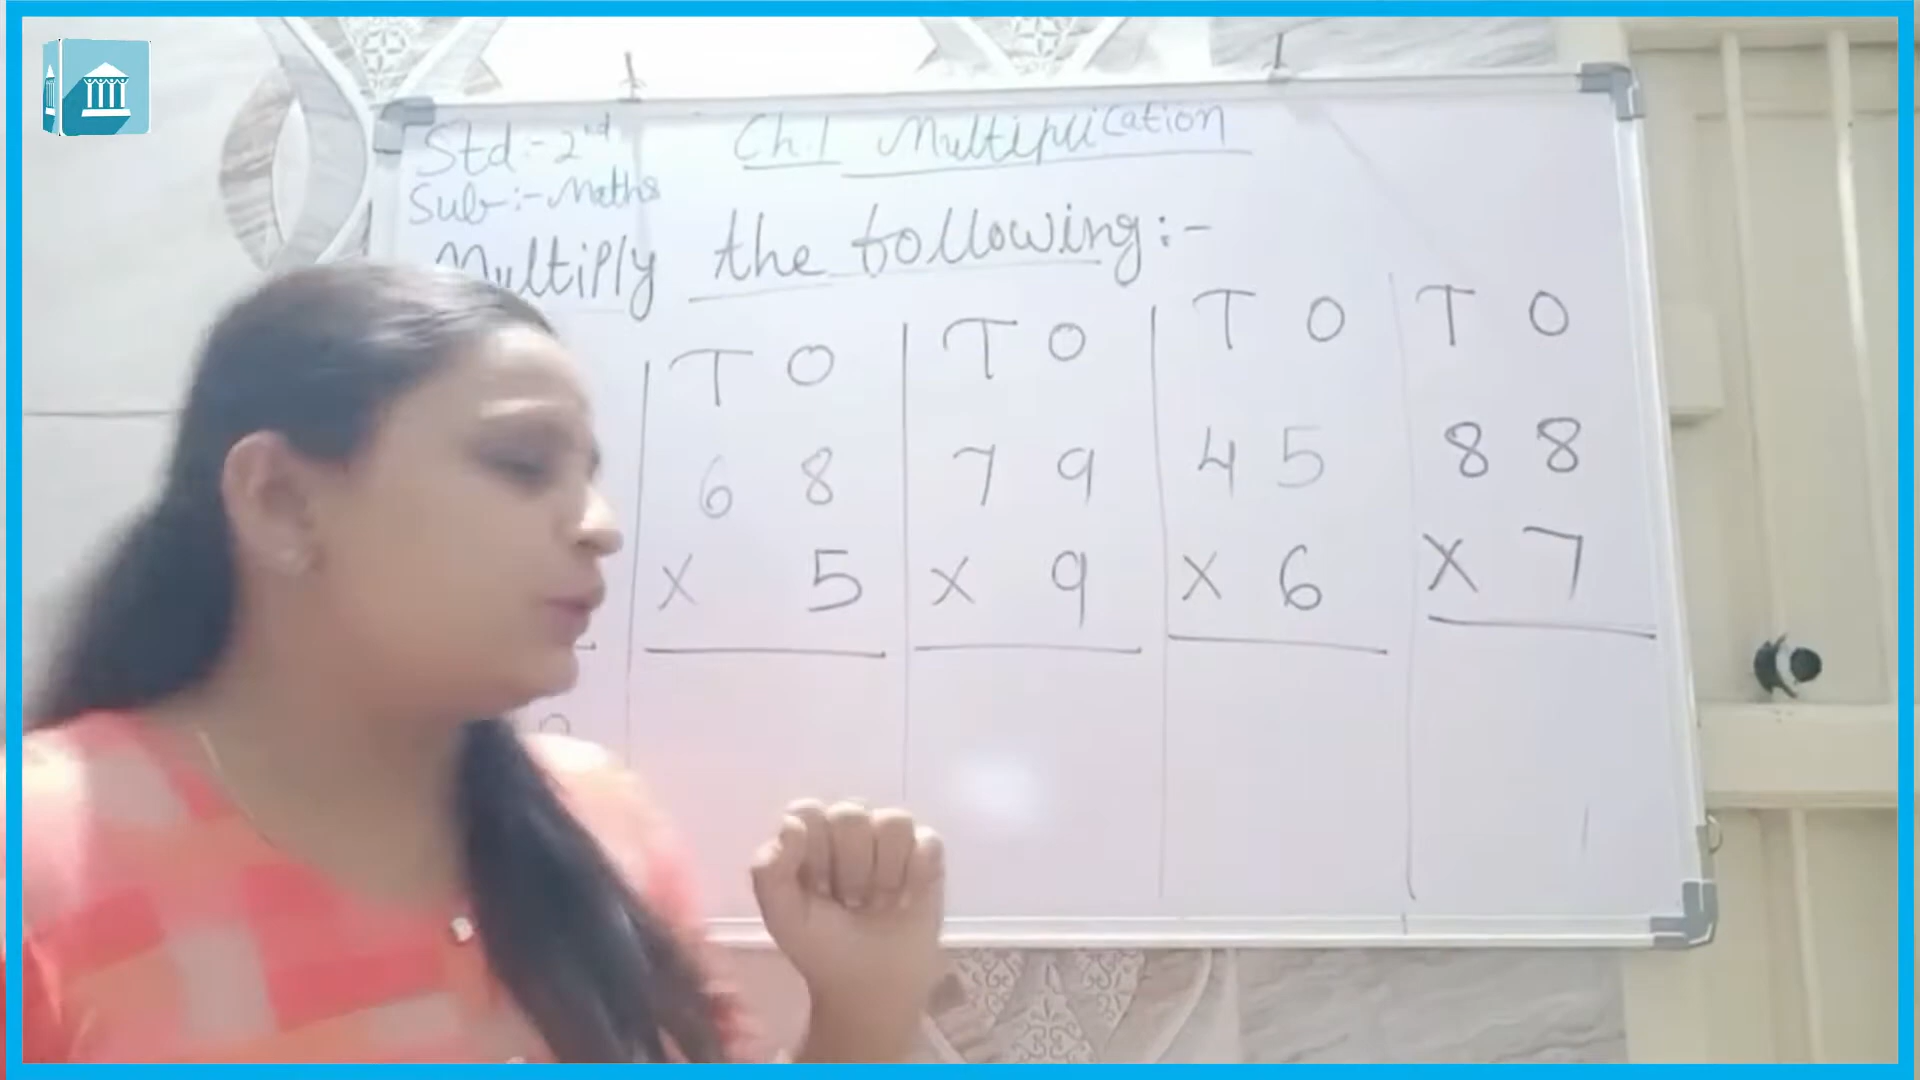 Std:- 2nd Ch.1 Multiplication
Sub:- Maths
Multiply the following:-
T O T O T O T O
6 8 7 9 4 5 8 8
x 5 x 9 x 6 x 7